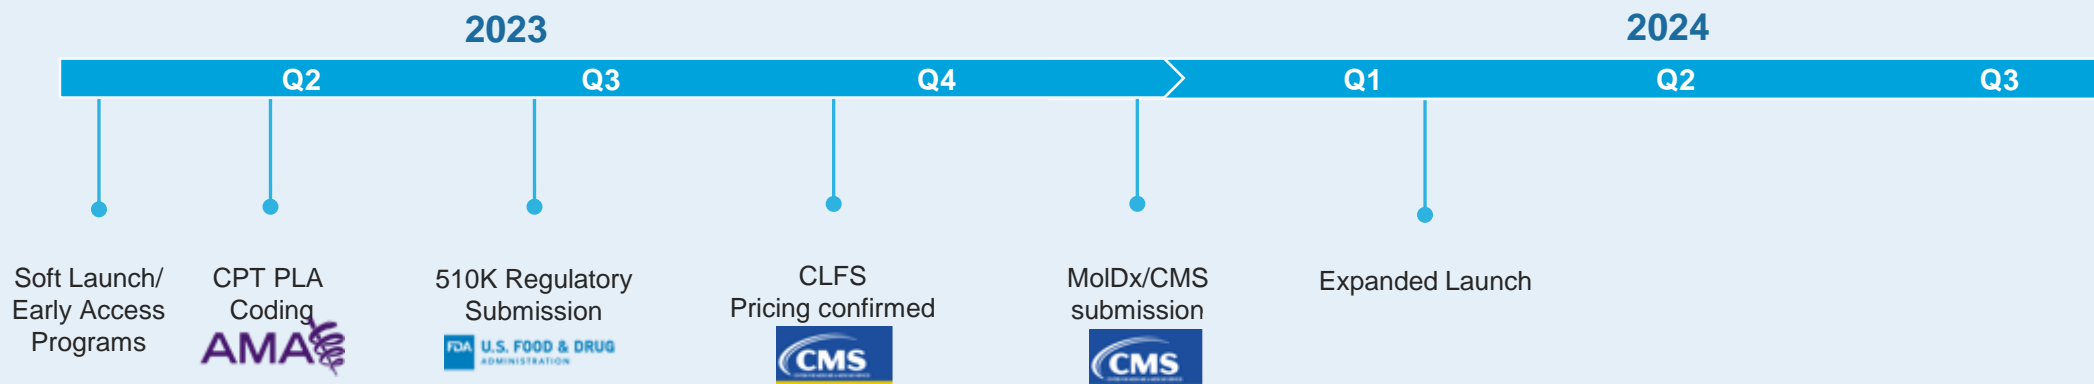 2023
2024
Q2
Q3
Q4
Q1
Q2
Q3
Soft Launch/
Early Access
Programs
CPT PLA
Coding
AMA
510K Regulatory
Submission
FDA U.S. FOOD & DRUG
ADMINISTRATION
CLFS
Pricing confirmed
CMS
MolDx/CMS
submission
CMS
Expanded Launch